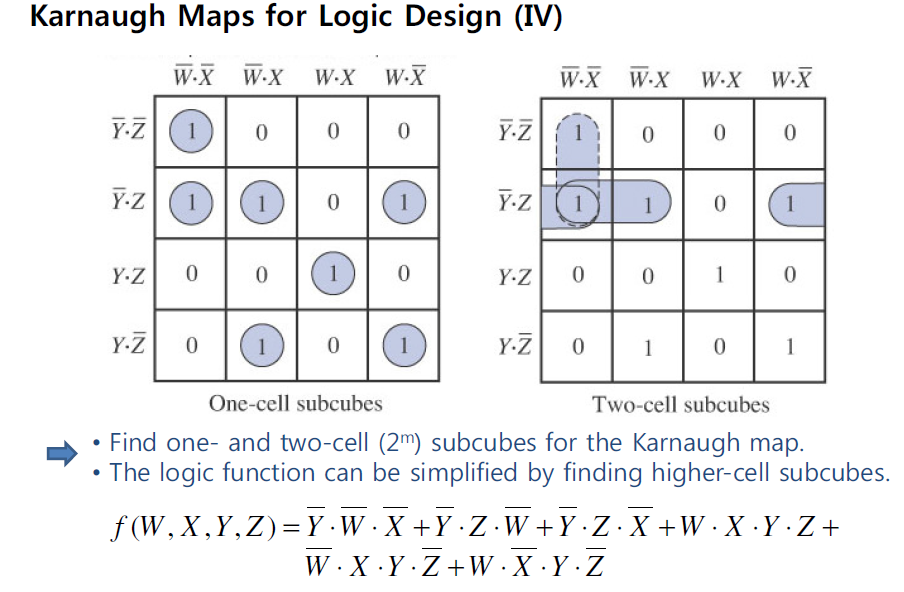 Karnaugh Maps for Logic Design (IV)
W̅·X̅ W̅·X W·X W·X̅
Y̅·Z̅ 1 0 0 0
Y̅·Z 1 1 0 1
Y·Z 0 0 1 0
Y·Z̅ 0 1 0 1
One-cell subcubes
W̅·X̅ W̅·X W·X W·X̅
Y̅·Z̅ 1 0 0 0
Y̅·Z 1 1 0 1
Y·Z 0 0 1 0
Y·Z̅ 0 1 0 1
Two-cell subcubes
• Find one- and two-cell (2ᵐ) subcubes for the Karnaugh map.
• The logic function can be simplified by finding higher-cell subcubes.
f(W,X,Y,Z)=Y̅·W̅·X̅+Y̅·Z·W̅+Y̅·Z·X̅+W·X·Y·Z+
W̅·X·Y·Z̅+W·X̅·Y·Z̅